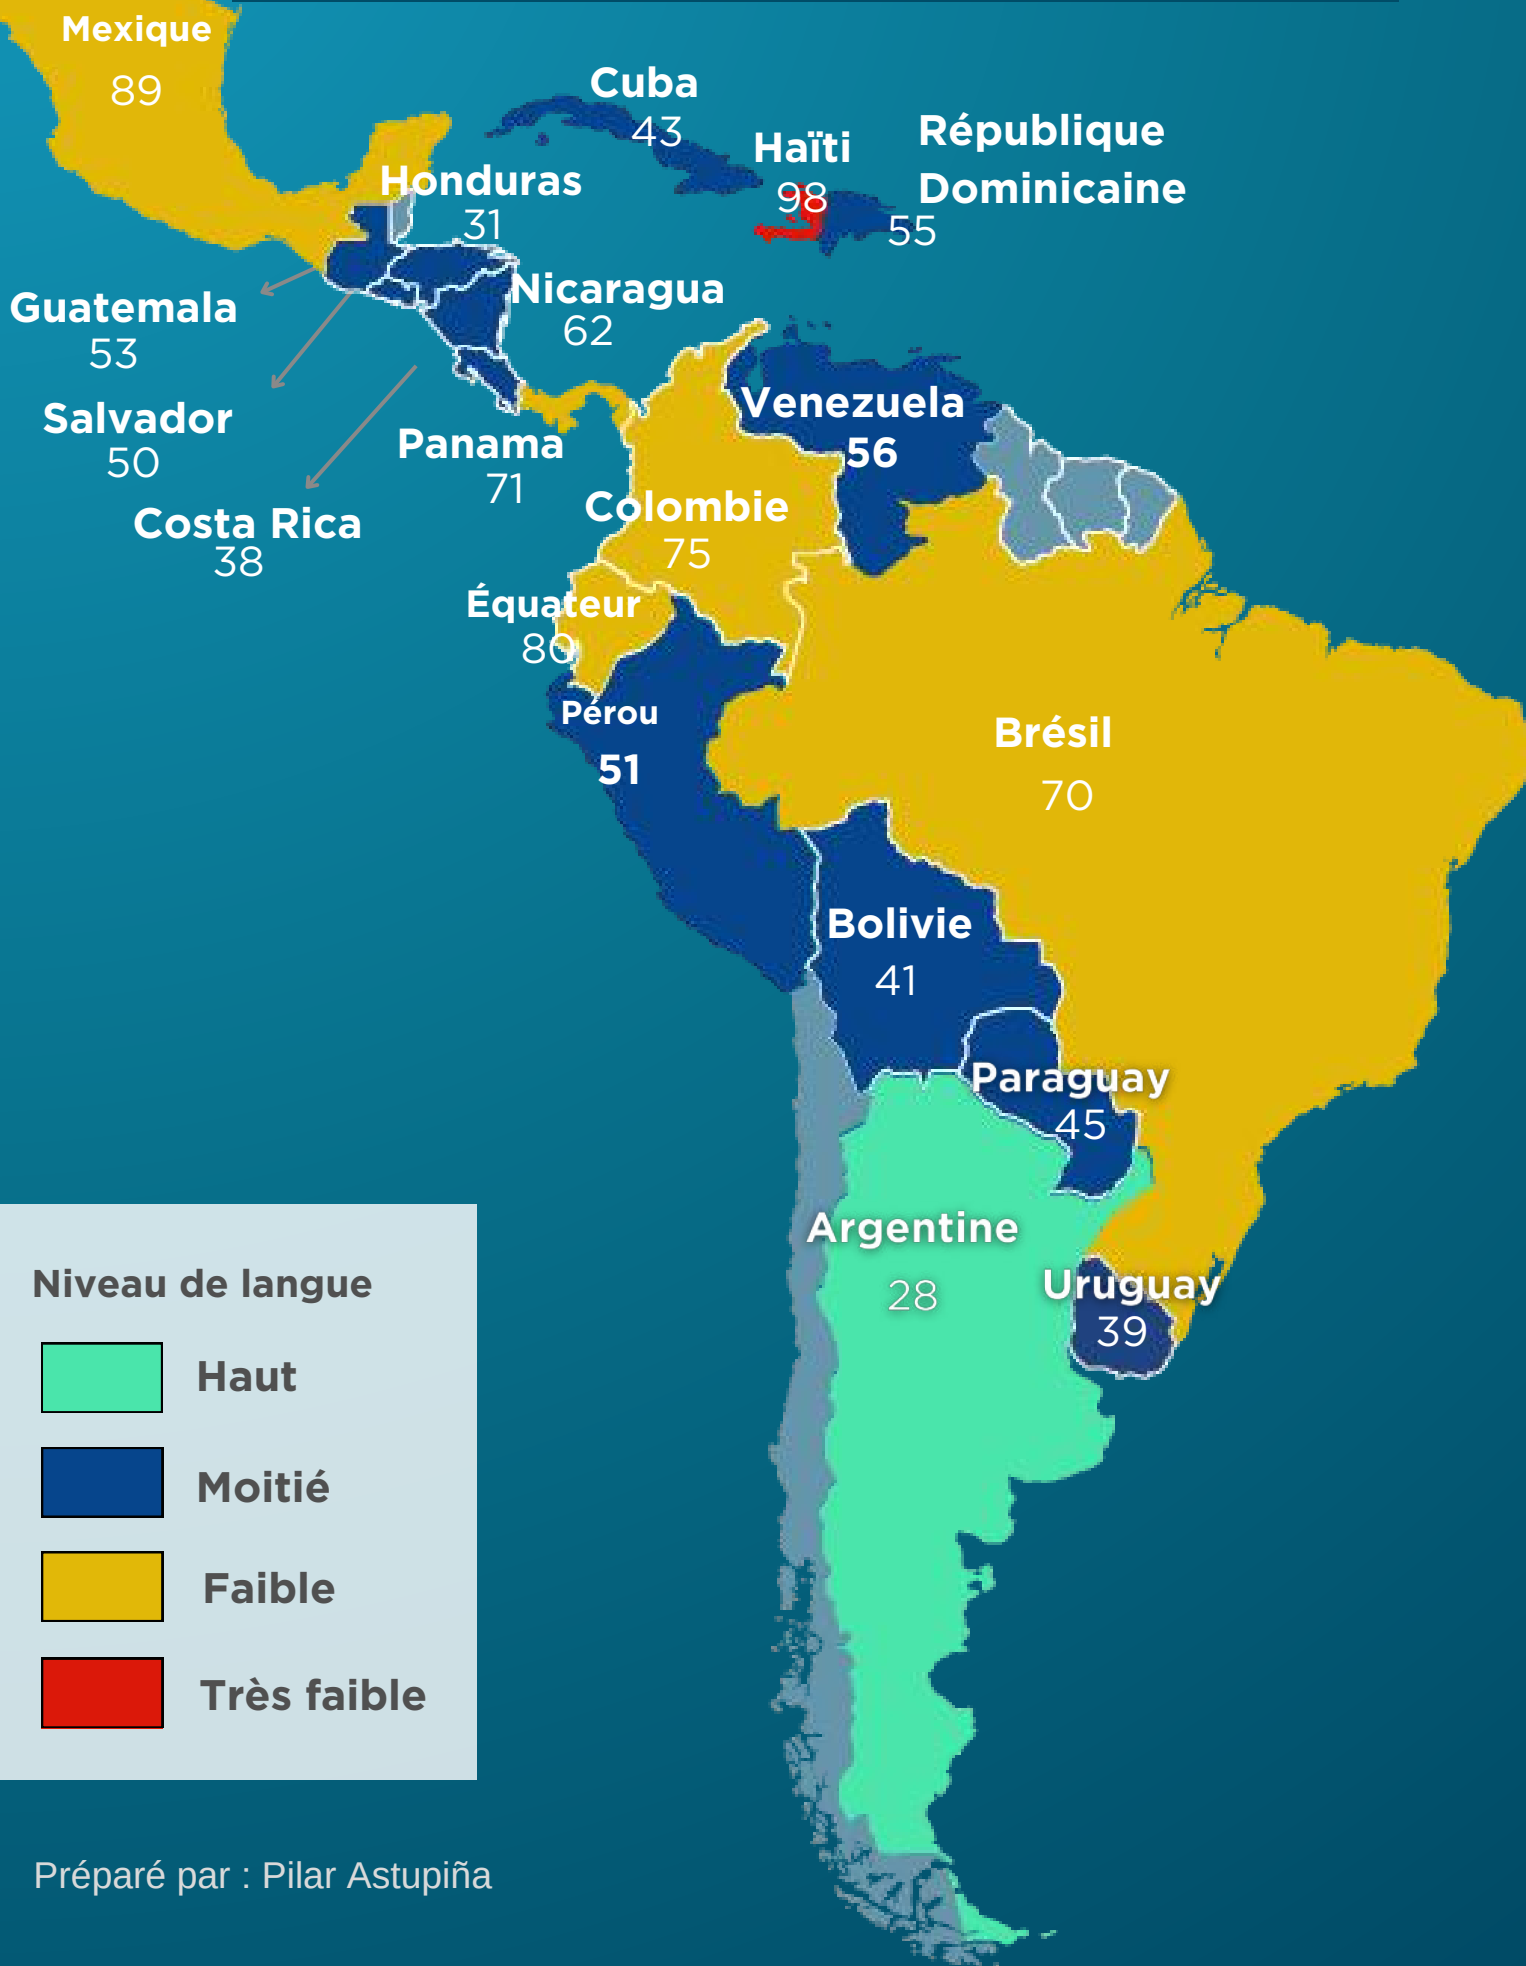 Mexique
89
Cuba
43
Haïti
98
République
Dominicaine
55
Honduras
31
Guatemala
53
Nicaragua
62
Salvador
50
Costa Rica
38
Panama
71
Venezuela
56
Colombie
75
Équateur
80
Pérou
51
Brésil
70
Bolivie
41
Paraguay
45
Argentine
28
Uruguay
39
Niveau de langue
Haut
Moitié
Faible
Très faible
Préparé par : Pilar Astupiña